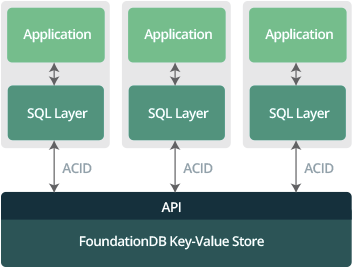 Application Application Application
SQL Layer SQL Layer SQL Layer
ACID ACID ACID
API
FoundationDB Key-Value Store